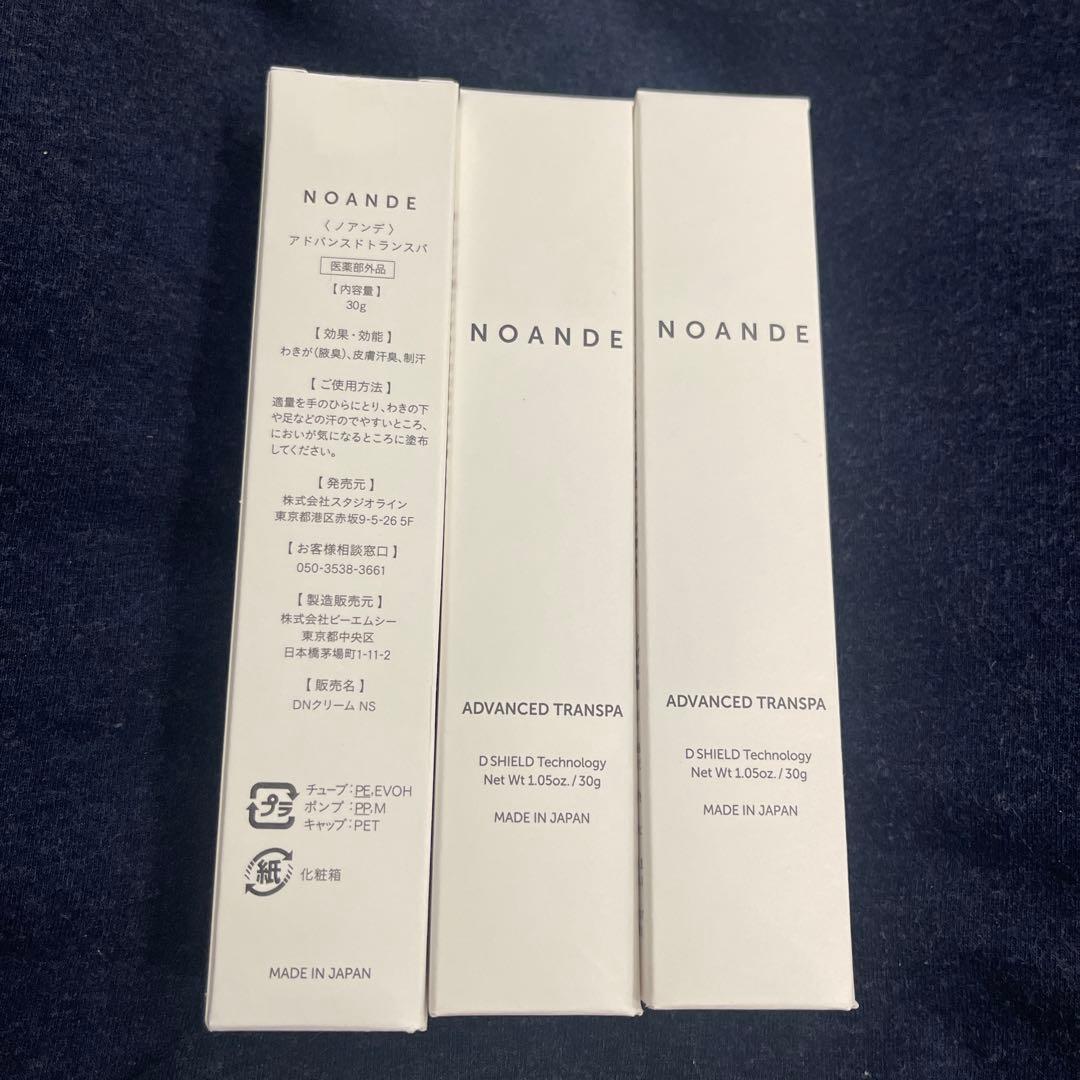 NOANDE
〈ノアンデ〉
アドバンスドトランスパ
医薬部外品
【内容量】
30g
【効果・効能】
わきが(腋臭)、皮膚汗臭、制汗
【ご使用方法】
適量を手のひらにとり、わきの下
や足などの汗のでやすいところ、
においが気になるところに塗布
してください。
【発売元】
株式会社スタジオライン
東京都港区赤坂9-5-26 5F
【お客様相談窓口】
050-3538-3661
【製造販売元】
株式会社ビーエムシー
東京都中央区
日本橋茅場町1-11-2
【販売名】
DNクリーム NS
プラ
チューブ:PE,EVOH
ポンプ:PP,M
キャップ:PET
紙
化粧箱
MADE IN JAPAN
NOANDE
ADVANCED TRANSPA
D SHIELD Technology
Net Wt 1.05oz. / 30g
MADE IN JAPAN
NOANDE
ADVANCED TRANSPA
D SHIELD Technology
Net Wt 1.05oz. / 30g
MADE IN JAPAN